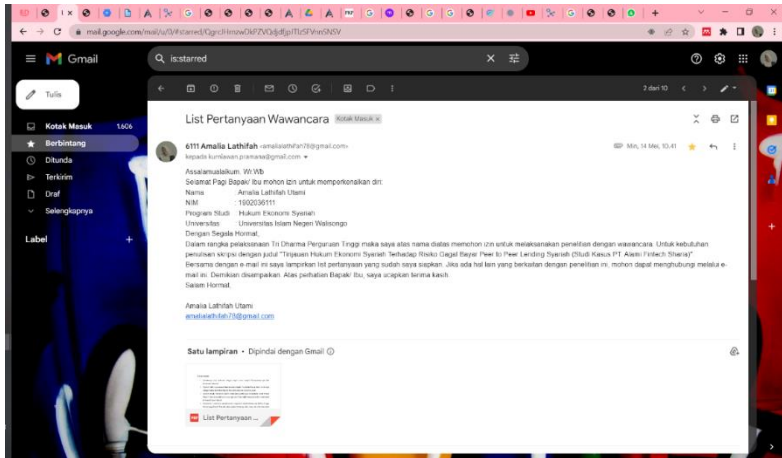 mail.google.com/mail/u/0/#starred/
Gmail
is:starred
Tulis
2 dari 10
Kotak Masuk 1.606
Berbintang
Ditunda
Terkirim
Draf
Selengkapnya
Label
List Pertanyaan Wawancara Kotak Masuk x
6111 Amalia Lathifah <amalialathifah78@gmail.com>
Min, 14 Mei, 10.41
kepada kurniawan.pramana@gmail.com
Assalamualaikum. Wr.Wb
Selamat Pagi Bapak/ Ibu mohon izin untuk memperkenalkan diri:
Nama : Amalia Lathifah Utami
NIM : 1902036111
Program Studi : Hukum Ekonomi Syariah
Universitas : Universitas Islam Negeri Walisongo
Dengan Segala Hormat,
Dalam rangka pelaksanaan Tri Dharma Perguruan Tinggi maka saya atas nama diatas memohon izin untuk melaksanakan penelitian dengan wawancara. Untuk kebutuhan
penulisan skripsi dengan judul "Tinjauan Hukum Ekonomi Syariah Terhadap Risiko Gagal Bayar Peer to Peer Lending Syariah (Studi Kasus PT. Alami Fintech Sharia)"
Bersama dengan e-mail ini saya lampirkan list pertanyaan yang sudah saya siapkan. Jika ada hal lain yang berkaitan dengan penelitian ini, mohon dapat menghubungi melalui e-
mail ini. Demikian disampaikan. Atas perhatian Bapak/ Ibu, saya ucapkan terima kasih.
Salam Hormat.
Amalia Lathifah Utami
amalialathifah78@gmail.com
Satu lampiran • Dipindai dengan Gmail
PDF List Pertanyaan ...